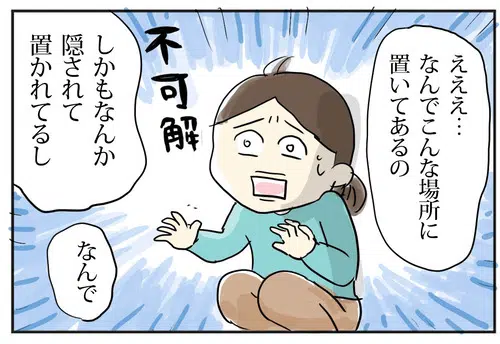 えええ…
なんでこんな場所に
置いてあるの
不可解
しかもなんか
隠されて
置かれてるし
なんで